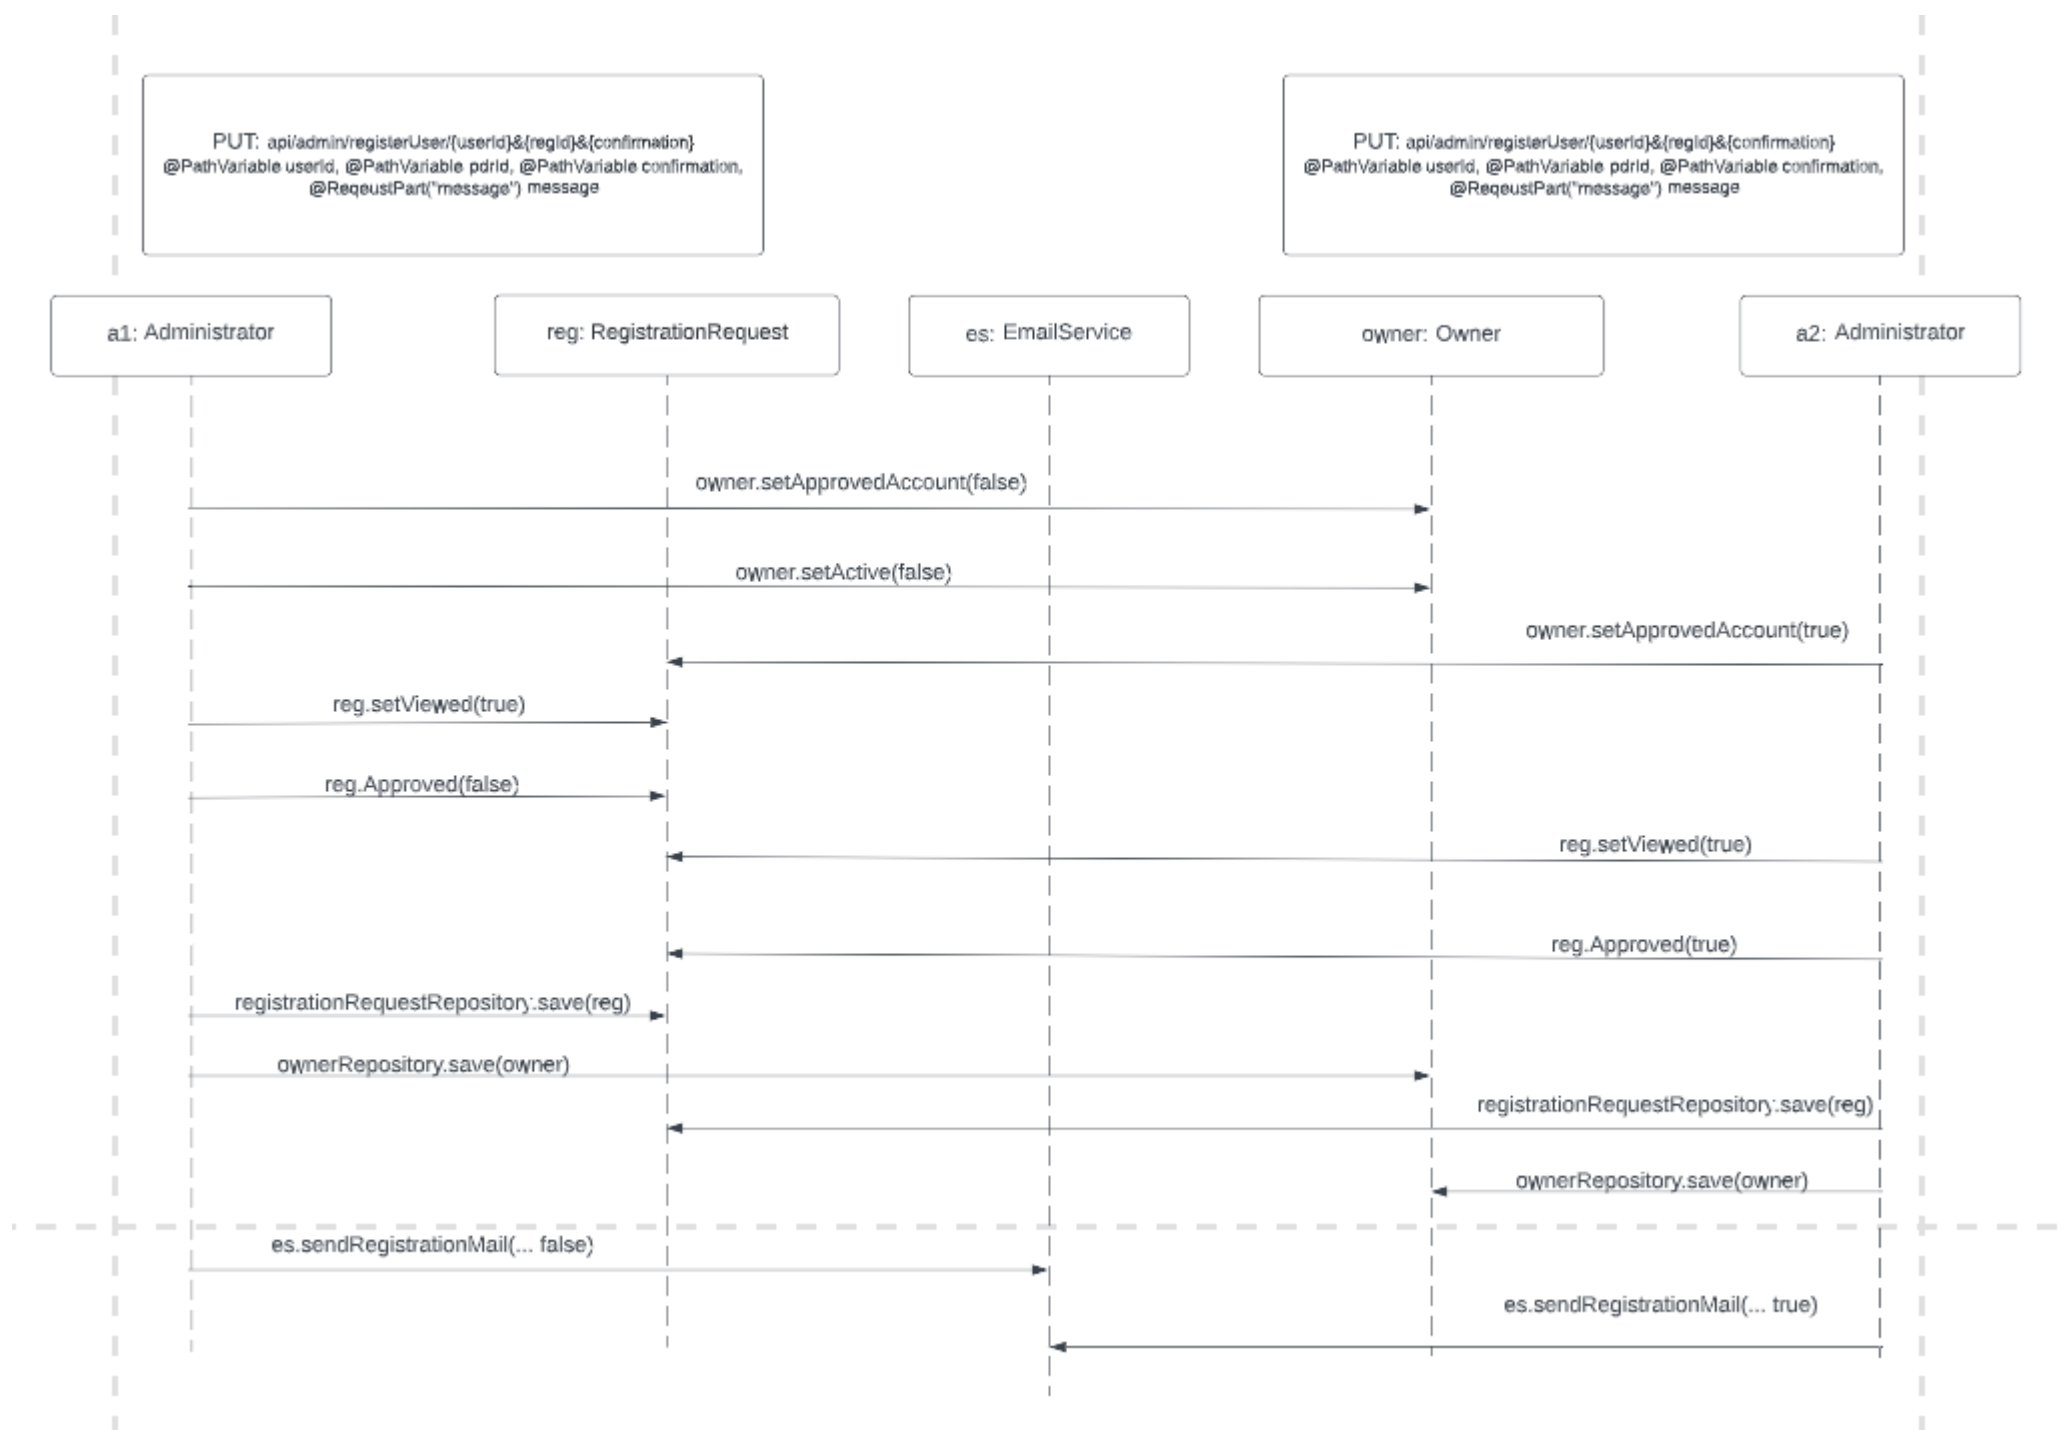 PUT: api/admin/registerUser/{userId}&{regId}&{confirmation}
@PathVariable userId, @PathVariable pdrId, @PathVariable confirmation,
@ReqeustPart("message") message
PUT: api/admin/registerUser/{userId}&{regId}&{confirmation}
@PathVariable userId, @PathVariable pdrId, @PathVariable confirmation,
@ReqeustPart("message") message
a1: Administrator
reg: RegistrationRequest
es: EmailService
owner: Owner
a2: Administrator
owner.setApprovedAccount(false)
owner.setActive(false)
owner.setApprovedAccount(true)
reg.setViewed(true)
reg.Approved(false)
reg.setViewed(true)
reg.Approved(true)
registrationRequestRepository.save(reg)
ownerRepository.save(owner)
registrationRequestRepository.save(reg)
ownerRepository.save(owner)
es.sendRegistrationMail(... false)
es.sendRegistrationMail(... true)